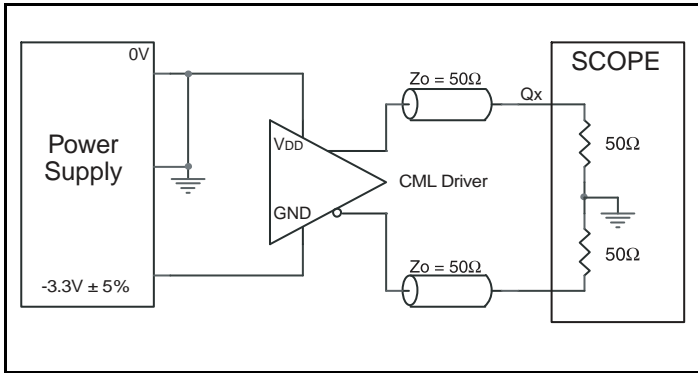 0V
Power
Supply
-3.3V ± 5%
VDD
GND
CML Driver
Zo = 50Ω
Zo = 50Ω
Qx
SCOPE
50Ω
50Ω